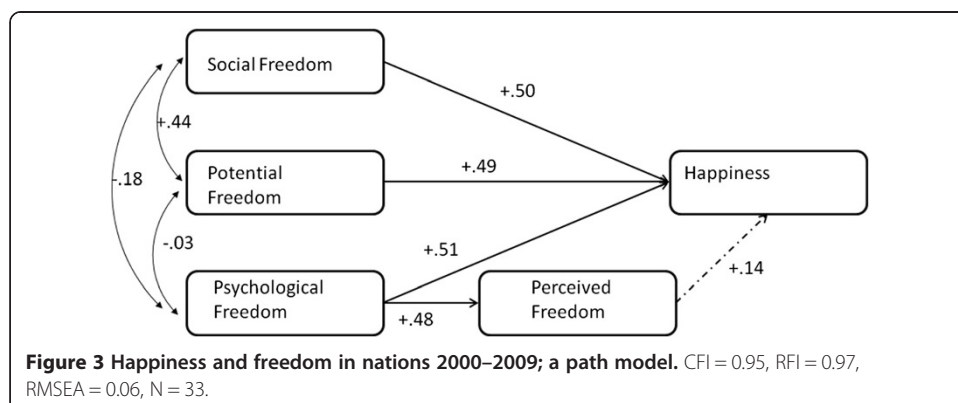 Social Freedom
+.50
+.44
Potential
Freedom
+.49
Happiness
-.18
-.03
+.51
+.14
Psychological
Freedom
+.48
Perceived
Freedom
Figure 3 Happiness and freedom in nations 2000–2009; a path model. CFI = 0.95, RFI = 0.97,
RMSEA = 0.06, N = 33.